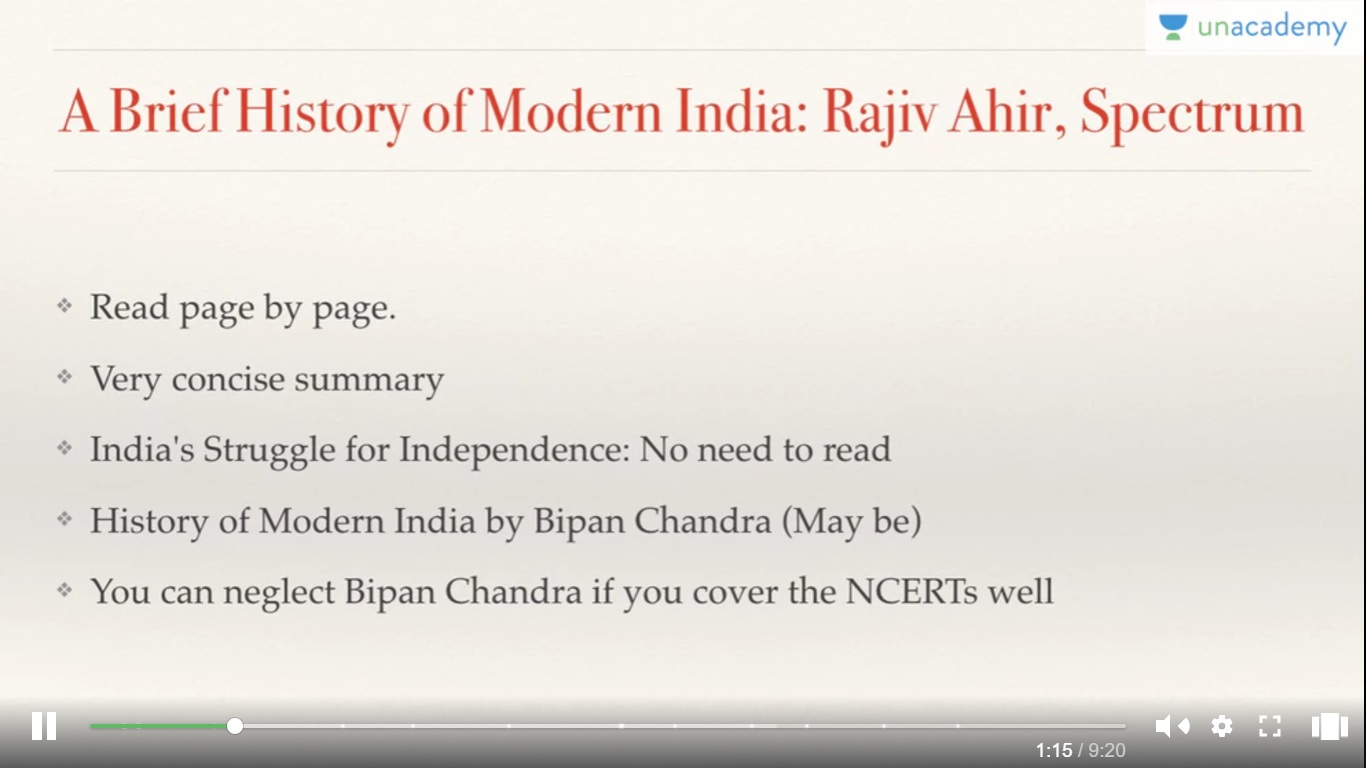 unacademy
A Brief History of Modern India: Rajiv Ahir, Spectrum
Read page by page.
Very concise summary
India's Struggle for Independence: No need to read
History of Modern India by Bipan Chandra (May be)
You can neglect Bipan Chandra if you cover the NCERTs well
1:15 / 9:20